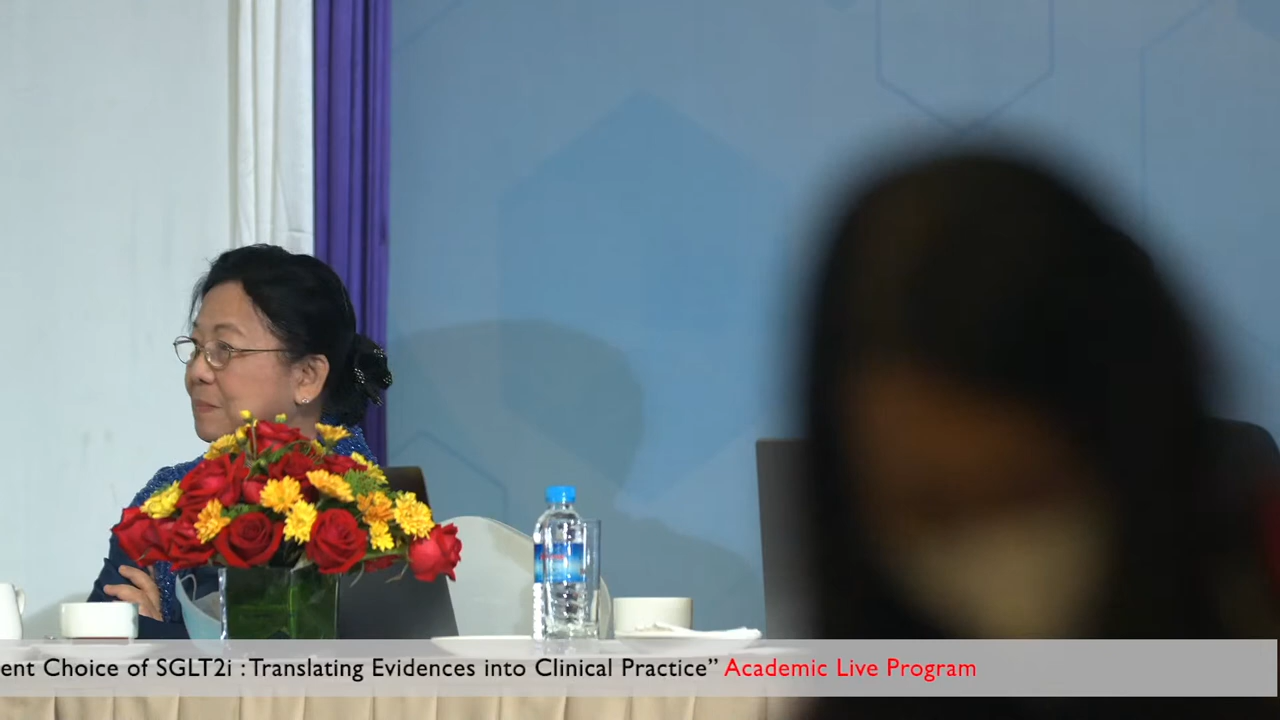 ent Choice of SGLT2i : Translating Evidences into Clinical Practice” Academic Live Program